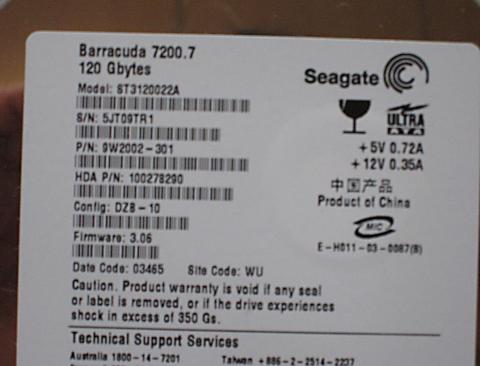 Barracuda 7200.7
120 Gbytes
Model: ST3120022A
S/N: 5JT09TR1
P/N: 9W2002-301
HDA P/N: 100278290
Config: DZB-10
Firmware: 3.06
Date Code: 03465 Site Code: WU
Seagate
ULTRA
ATA
+5V 0.72A
+12V 0.35A
中国产品
Product of China
MIC
E-H011-03-0087(B)
Caution. Product warranty is void if any seal
or label is removed, or if the drive experiences
shock in excess of 350 Gs.
Technical Support Services
Australia 1800-14-7201 Taiwan +886-2-2514-2237